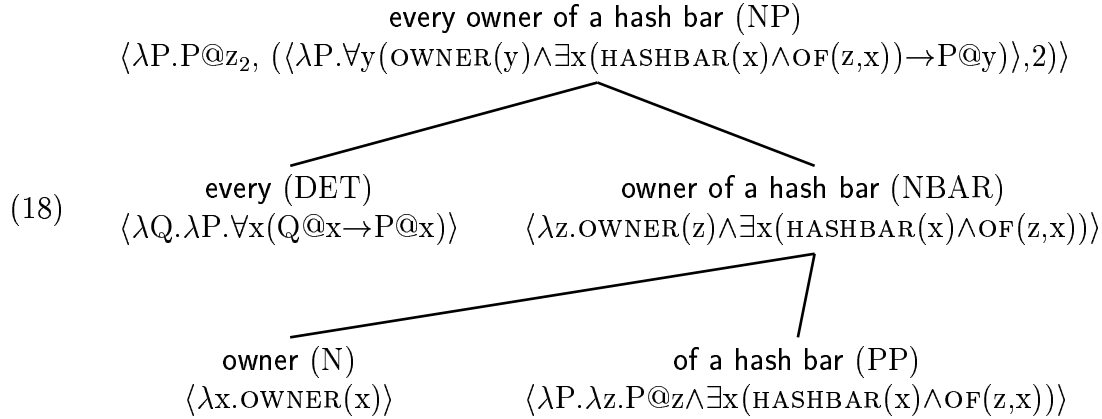 every owner of a hash bar (NP)
⟨λP.P@z₂, (⟨λP.∀y(OWNER(y)∧∃x(HASHBAR(x)∧OF(z,x))→P@y)⟩,2)⟩
(18)
every (DET) owner of a hash bar (NBAR)
⟨λQ.λP.∀x(Q@x→P@x)⟩ ⟨λz.OWNER(z)∧∃x(HASHBAR(x)∧OF(z,x))⟩
owner (N) of a hash bar (PP)
⟨λx.OWNER(x)⟩ ⟨λP.λz.P@z∧∃x(HASHBAR(x)∧OF(z,x))⟩